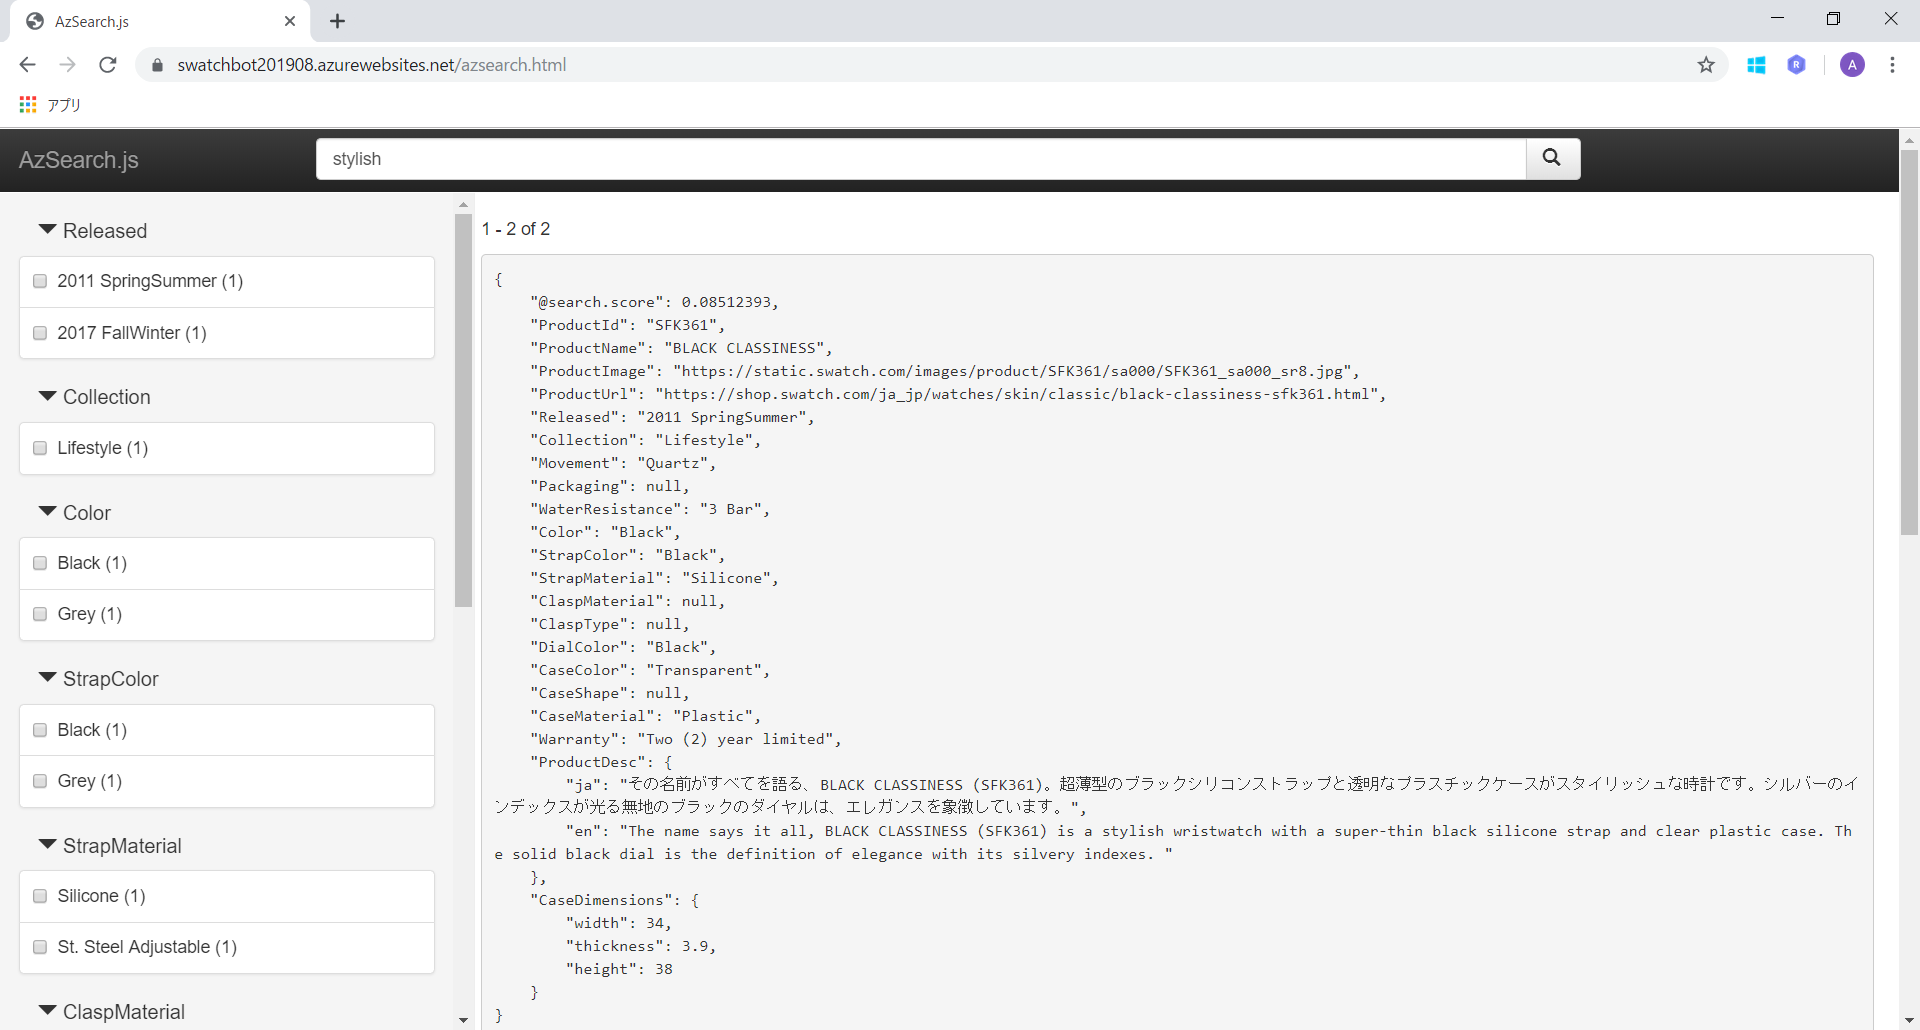 AzSearch.js
swatchbot201908.azurewebsites.net/azsearch.html
A
アプリ
AzSearch.js
stylish
Released
2011 SpringSummer (1)
2017 FallWinter (1)
Collection
Lifestyle (1)
Color
Black (1)
Grey (1)
StrapColor
Black (1)
Grey (1)
StrapMaterial
Silicone (1)
St. Steel Adjustable (1)
ClaspMaterial
1 - 2 of 2
{
"@search.score": 0.08512393,
"ProductId": "SFK361",
"ProductName": "BLACK CLASSINESS",
"ProductImage": "https://static.swatch.com/images/product/SFK361/sa000/SFK361_sa000_sr8.jpg",
"ProductUrl": "https://shop.swatch.com/ja_jp/watches/skin/classic/black-classiness-sfk361.html",
"Released": "2011 SpringSummer",
"Collection": "Lifestyle",
"Movement": "Quartz",
"Packaging": null,
"WaterResistance": "3 Bar",
"Color": "Black",
"StrapColor": "Black",
"StrapMaterial": "Silicone",
"ClaspMaterial": null,
"ClaspType": null,
"DialColor": "Black",
"CaseColor": "Transparent",
"CaseShape": null,
"CaseMaterial": "Plastic",
"Warranty": "Two (2) year limited",
"ProductDesc": {
"ja": "その名前がすべてを語る、BLACK CLASSINESS (SFK361)。超薄型のブラックシリコンストラップと透明なプラスチックケースがスタイリッシュな時計です。シルバーのイ
ンデックスが光る無地のブラックのダイヤルは、エレガンスを象徴しています。",
"en": "The name says it all, BLACK CLASSINESS (SFK361) is a stylish wristwatch with a super-thin black silicone strap and clear plastic case. Th
e solid black dial is the definition of elegance with its silvery indexes. "
},
"CaseDimensions": {
"width": 34,
"thickness": 3.9,
"height": 38
}
}